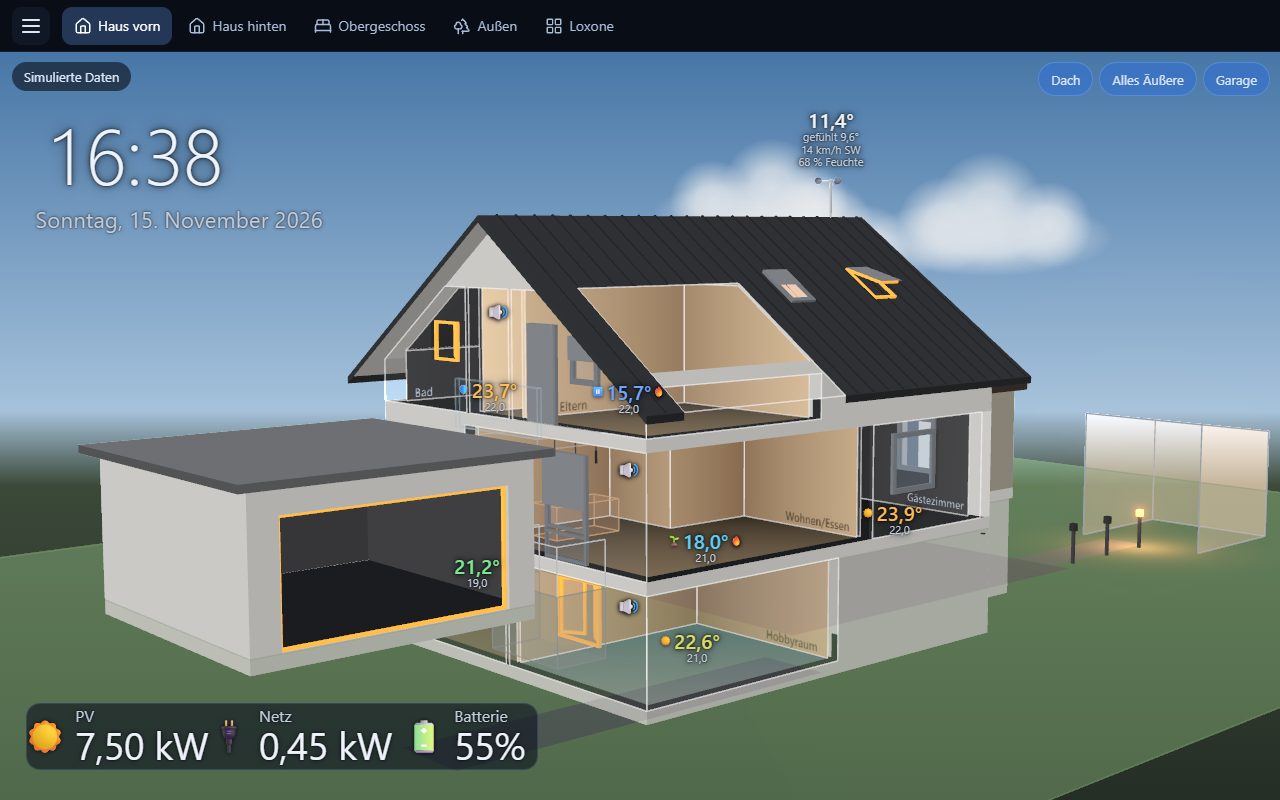 Haus vorn
Haus hinten
Obergeschoss
Außen
Loxone
Simulierte Daten
Dach
Alles Äußere
Garage
16:38
Sonntag, 15. November 2026
11,4°
gefühlt 9,6°
14 km/h SW
68 % Feuchte
Bad
23,7°
22,0
Eltern
15,7°
22,0
Gästezimmer
23,9°
22,0
Wohnen/Essen
18,0°
21,0
21,2°
19,0
Hobbyraum
22,6°
21,0
PV
7,50 kW
Netz
0,45 kW
Batterie
55%